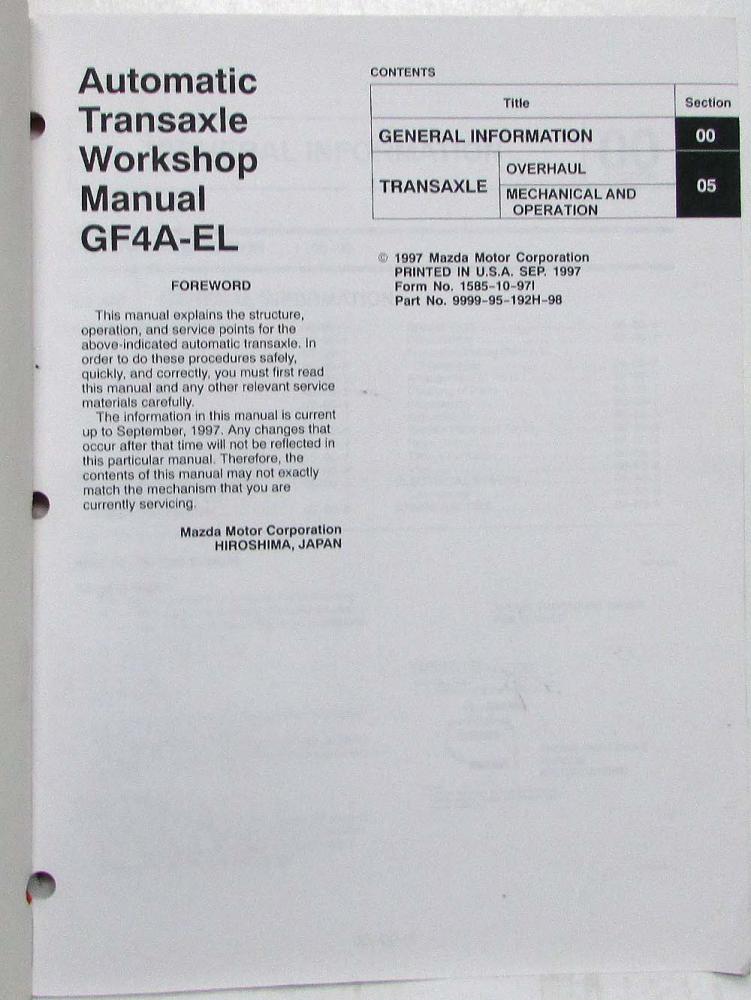 Automatic
Transaxle
Workshop
Manual
GF4A-EL
FOREWORD
This manual explains the structure,
operation, and service points for the
above-indicated automatic transaxle. In
order to do these procedures safely,
quickly, and correctly, you must first read
this manual and any other relevant service
materials carefully.
The information in this manual is current
up to September, 1997. Any changes that
occur after that time will not be reflected in
this particular manual. Therefore, the
contents of this manual may not exactly
match the mechanism that you are
currently servicing.
Mazda Motor Corporation
HIROSHIMA, JAPAN
CONTENTS
Title Section
GENERAL INFORMATION 00
TRANSAXLE OVERHAUL 05
MECHANICAL AND
OPERATION
© 1997 Mazda Motor Corporation
PRINTED IN U.S.A. SEP. 1997
Form No. 1585-10-97I
Part No. 9999-95-192H-98